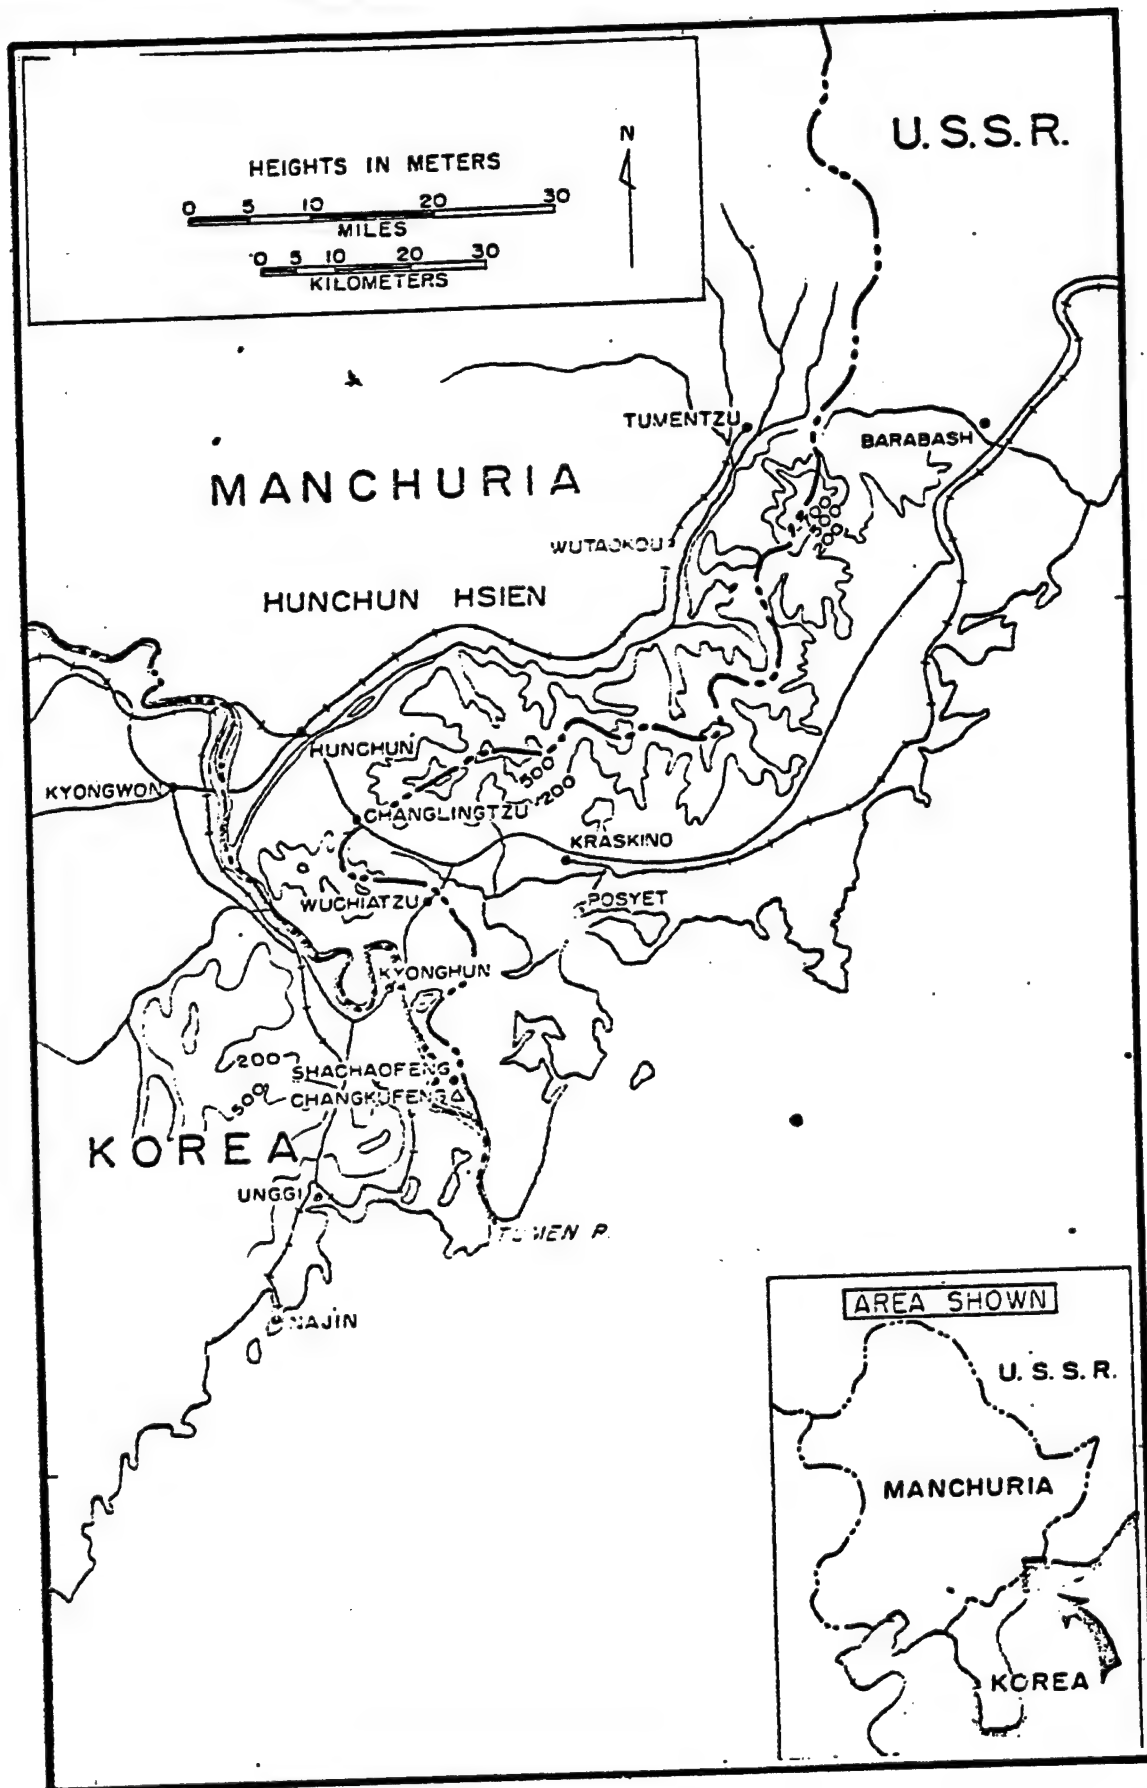 U.S.S.R.
N
HEIGHTS IN METERS
0 5 10 20 30
MILES
0 5 10 20 30
KILOMETERS
TUMENTZU
BARABASH
MANCHURIA
WUTAOKOU
HUNCHUN HSIEN
HUNCHUN
KYONGWON
500
200
CHANGLINGTZU
KRASKINO
WUCHIATZU
POSYET
KYONGHUN
200
SHACHAOFENG
500
CHANGKUFENG
KOREA
UNGGI
TUMEN R.
NAJIN
AREA SHOWN
U.S.S.R.
MANCHURIA
KOREA